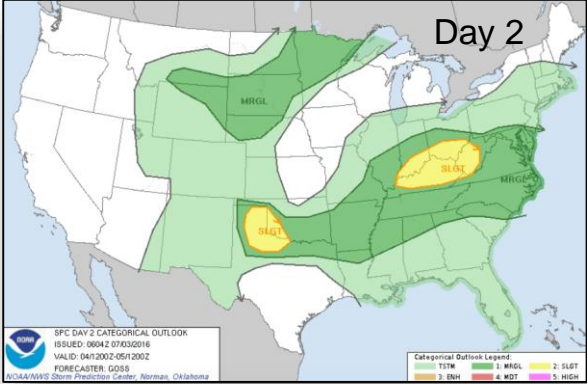 Day 2
MRGL
SLGT
MRGL
SLGT
NOAA
SPC DAY 2 CATEGORICAL OUTLOOK
ISSUED: 0604Z 07/03/2016
VALID: 04/1200Z-05/1200Z
FORECASTER: GOSS
NOAA/NWS Storm Prediction Center, Norman, Oklahoma
Categorical Outlook Legend:
TSTM 1: MRGL 2: SLGT
3: ENH 4: MDT 5: HIGH